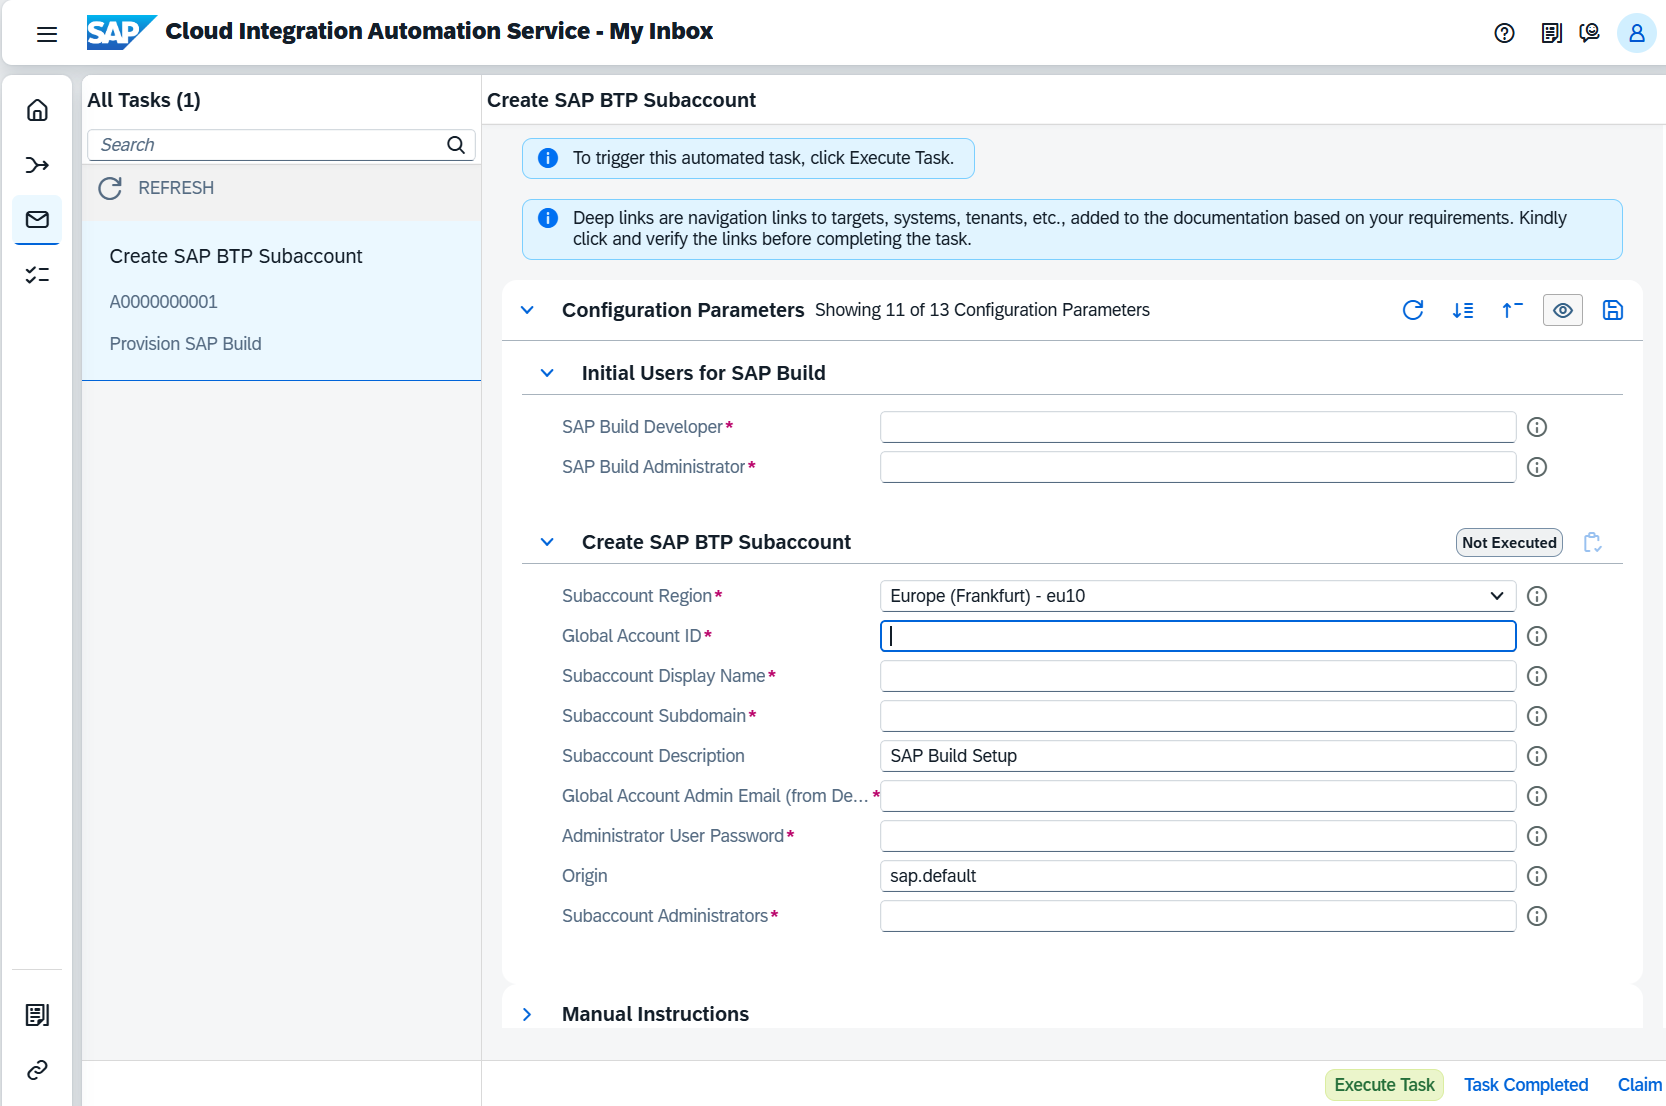 SAP Cloud Integration Automation Service - My Inbox
All Tasks (1)
Search
REFRESH
Create SAP BTP Subaccount
A0000000001
Provision SAP Build
Create SAP BTP Subaccount
To trigger this automated task, click Execute Task.
Deep links are navigation links to targets, systems, tenants, etc., added to the documentation based on your requirements. Kindly
click and verify the links before completing the task.
Configuration Parameters Showing 11 of 13 Configuration Parameters
Initial Users for SAP Build
SAP Build Developer*
SAP Build Administrator*
Create SAP BTP Subaccount Not Executed
Subaccount Region* Europe (Frankfurt) - eu10
Global Account ID*
Subaccount Display Name*
Subaccount Subdomain*
Subaccount Description SAP Build Setup
Global Account Admin Email (from De... *
Administrator User Password*
Origin sap.default
Subaccount Administrators*
Manual Instructions
Execute Task Task Completed Claim